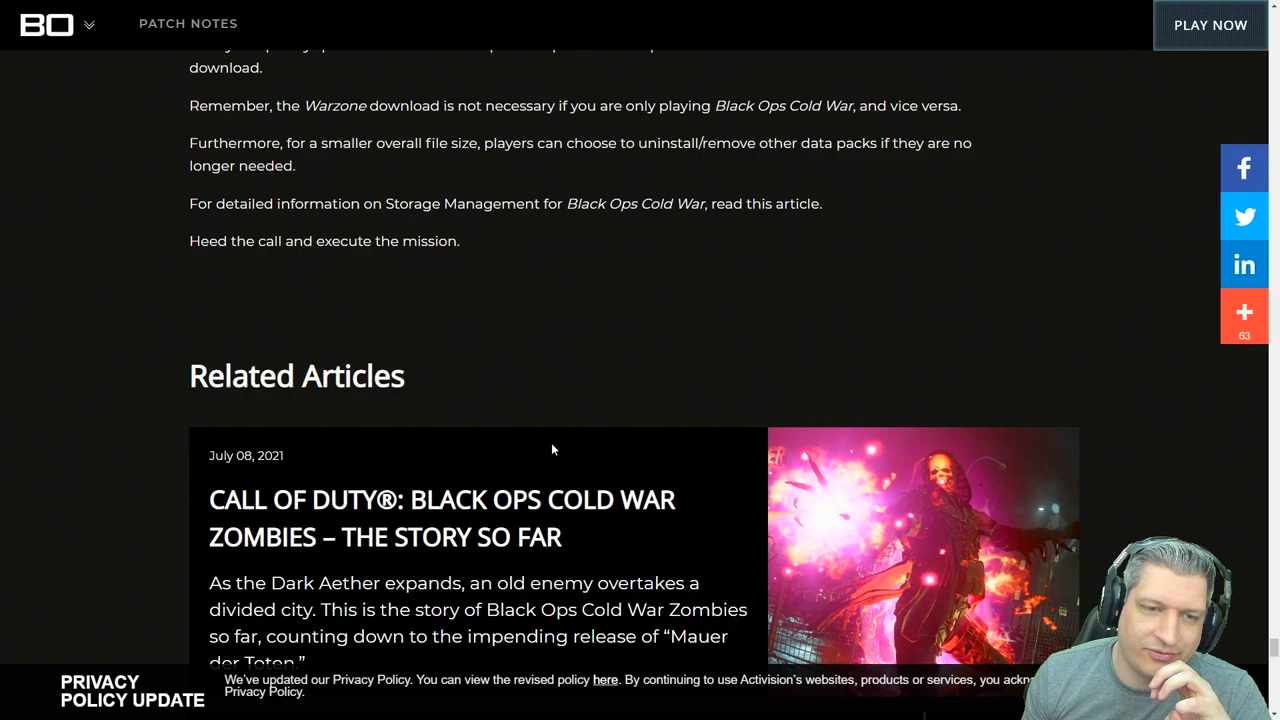 BO
PATCH NOTES
PLAY NOW
download.
Remember, the Warzone download is not necessary if you are only playing Black Ops Cold War, and vice versa.
Furthermore, for a smaller overall file size, players can choose to uninstall/remove other data packs if they are no
longer needed.
For detailed information on Storage Management for Black Ops Cold War, read this article.
Heed the call and execute the mission.
63
Related Articles
July 08, 2021
CALL OF DUTY®: BLACK OPS COLD WAR
ZOMBIES – THE STORY SO FAR
As the Dark Aether expands, an old enemy overtakes a
divided city. This is the story of Black Ops Cold War Zombies
so far, counting down to the impending release of “Mauer
der Toten.”
PRIVACY
POLICY UPDATE
We've updated our Privacy Policy. You can view the revised policy here. By continuing to use Activision's websites, products or services, you
Privacy Policy.